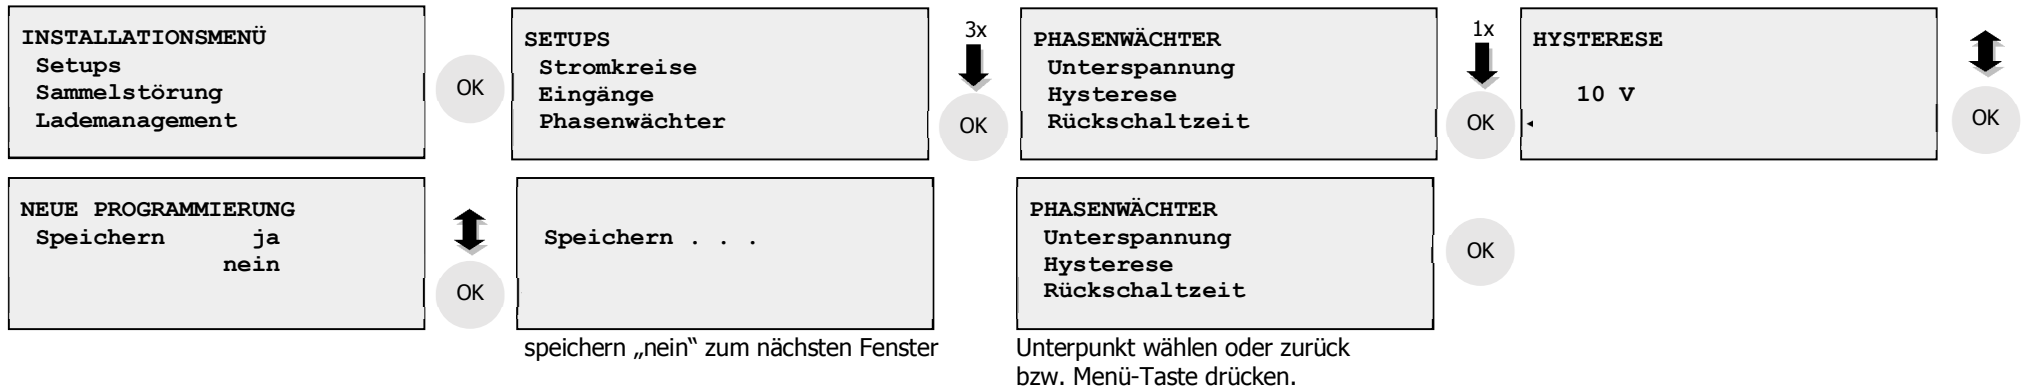 INSTALLATIONSMENÜ
Setups
Sammelstörung
Lademanagement
OK
SETUPS
Stromkreise
Eingänge
Phasenwächter
3x
OK
PHASENWÄCHTER
Unterspannung
Hysterese
Rückschaltzeit
1x
OK
HYSTERESE
10 V
OK
NEUE PROGRAMMIERUNG
Speichern ja
nein
OK
Speichern . . .
speichern „nein“ zum nächsten Fenster
PHASENWÄCHTER
Unterspannung
Hysterese
Rückschaltzeit
OK
Unterpunkt wählen oder zurück
bzw. Menü-Taste drücken.